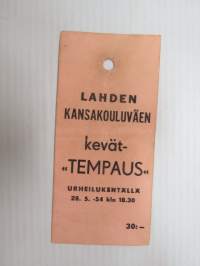 LAHDEN
KANSAKOULUVÄEN
kevät-
"TEMPAUS"
URHEILUKENTÄLLÄ
28. 5. -54 klo 18.30
30:—